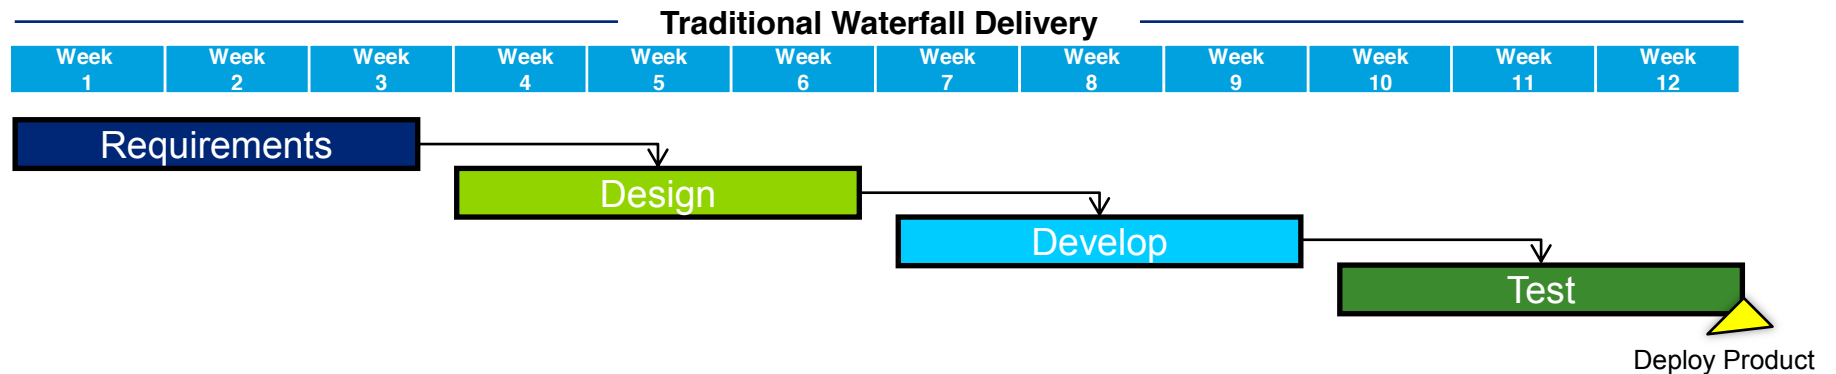 Traditional Waterfall Delivery
Week Week Week Week Week Week Week Week Week Week Week Week
1 2 3 4 5 6 7 8 9 10 11 12
Requirements
Design
Develop
Test
Deploy Product